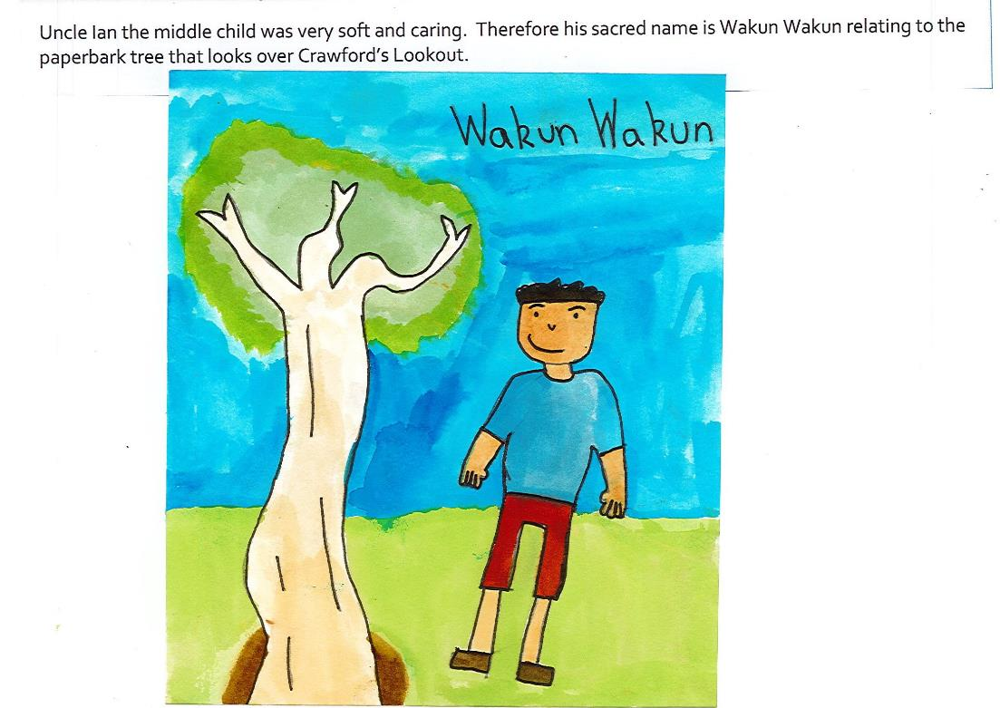 Uncle Ian the middle child was very soft and caring.  Therefore his sacred name is Wakun Wakun relating to the
paperbark tree that looks over Crawford's Lookout.
Wakun Wakun